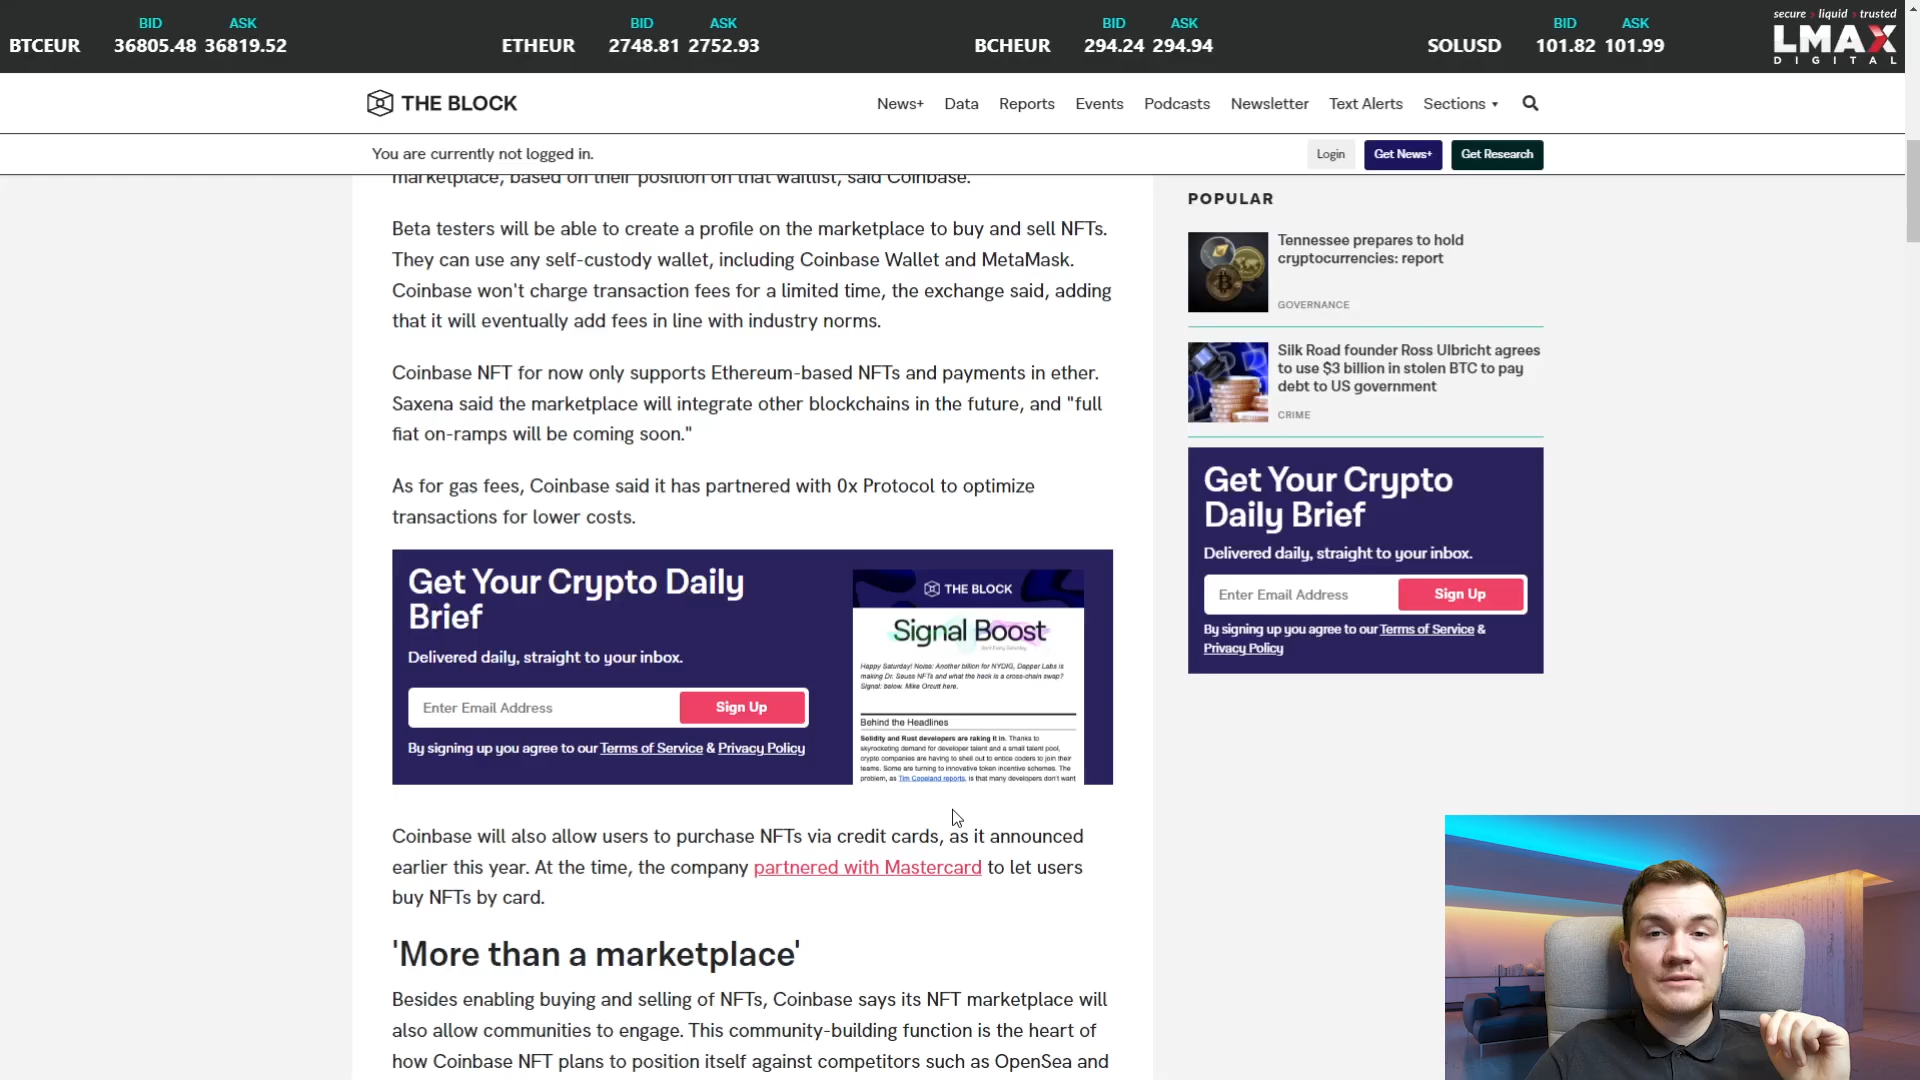 BID ASK
BTCEUR 36805.48 36819.52
BID ASK
ETHEUR 2748.81 2752.93
BID ASK
BCHEUR 294.24 294.94
BID ASK
SOLUSD 101.82 101.99
secure › liquid › trusted
LMAX
DIGITAL
THE BLOCK
News+ Data Reports Events Podcasts Newsletter Text Alerts Sections
You are currently not logged in.
Login Get News+ Get Research
marketplace, based on their position on that waitlist, said Coinbase.
Beta testers will be able to create a profile on the marketplace to buy and sell NFTs.
They can use any self-custody wallet, including Coinbase Wallet and MetaMask.
Coinbase won't charge transaction fees for a limited time, the exchange said, adding
that it will eventually add fees in line with industry norms.
Coinbase NFT for now only supports Ethereum-based NFTs and payments in ether.
Saxena said the marketplace will integrate other blockchains in the future, and "full
fiat on-ramps will be coming soon."
As for gas fees, Coinbase said it has partnered with 0x Protocol to optimize
transactions for lower costs.
Get Your Crypto Daily
Brief
Delivered daily, straight to your inbox.
Enter Email Address Sign Up
By signing up you agree to our Terms of Service & Privacy Policy
THE BLOCK
Signal Boost
Sent Every Saturday
Happy Saturday! Noise: Another billion for NYDIG, Dapper Labs is
making Dr. Seuss NFTs and what the heck is a cross-chain swap?
Signal: below. Mike Orcutt here.
Behind the Headlines
Solidity and Rust developers are raking it in. Thanks to
skyrocketing demand for developer talent and a small talent pool,
crypto companies are having to shell out to entice coders to join their
teams. Some are turning to innovative token incentive schemes. The
problem, as Tim Copeland reports, is that many developers don't want
Coinbase will also allow users to purchase NFTs via credit cards, as it announced
earlier this year. At the time, the company partnered with Mastercard to let users
buy NFTs by card.
'More than a marketplace'
Besides enabling buying and selling of NFTs, Coinbase says its NFT marketplace will
also allow communities to engage. This community-building function is the heart of
how Coinbase NFT plans to position itself against competitors such as OpenSea and
POPULAR
Tennessee prepares to hold
cryptocurrencies: report
GOVERNANCE
Silk Road founder Ross Ulbricht agrees
to use $3 billion in stolen BTC to pay
debt to US government
CRIME
Get Your Crypto
Daily Brief
Delivered daily, straight to your inbox.
Enter Email Address Sign Up
By signing up you agree to our Terms of Service &
Privacy Policy